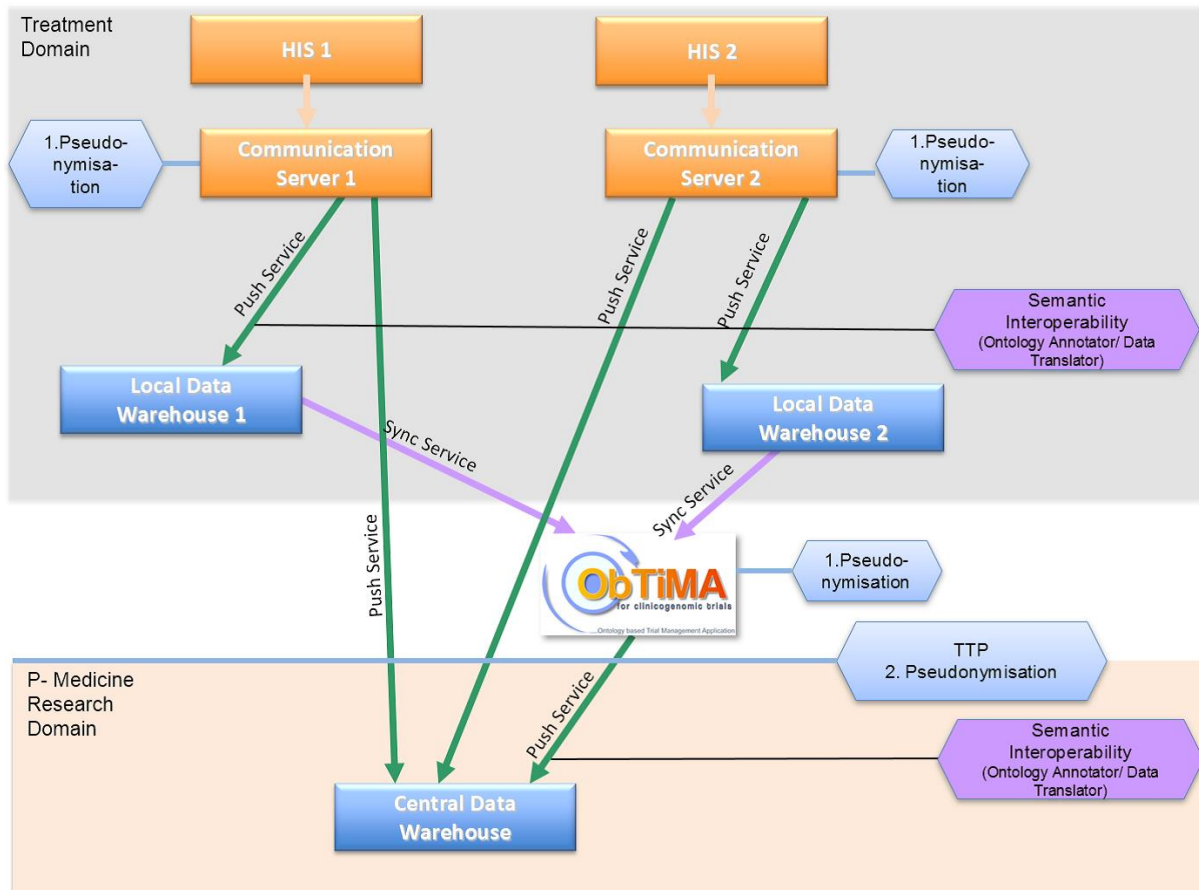 Treatment
Domain
HIS 1
HIS 2
1.Pseudo-
nymisa-
tion
Communication
Server 1
Communication
Server 2
1.Pseudo-
nymisa-
tion
Push Service
Push Service
Push Service
Semantic
Interoperability
(Ontology Annotator/ Data
Translator)
Local Data
Warehouse 1
Local Data
Warehouse 2
Sync Service
Sync Service
Push Service
ObTiMA
for clinicogenomic trials
....Ontology based Trial Management Application
1.Pseudo-
nymisation
TTP
2. Pseudonymisation
P- Medicine
Research
Domain
Push Service
Semantic
Interoperability
(Ontology Annotator/ Data
Translator)
Central Data
Warehouse